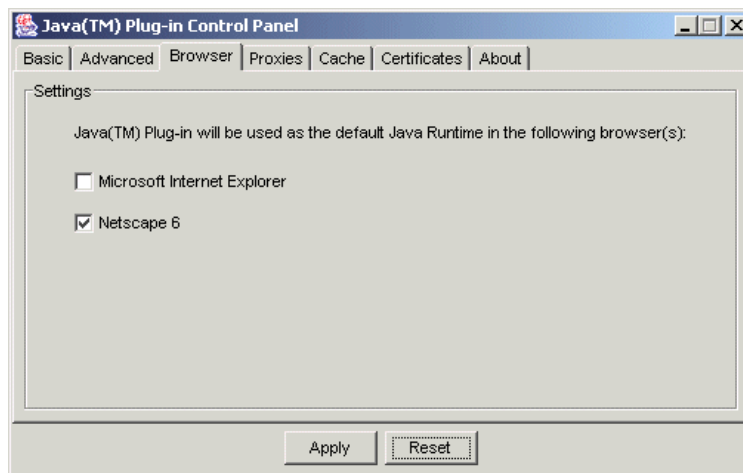 Java(TM) Plug-in Control Panel
Basic Advanced Browser Proxies Cache Certificates About
Settings
Java(TM) Plug-in will be used as the default Java Runtime in the following browser(s):
Microsoft Internet Explorer
Netscape 6
Apply Reset